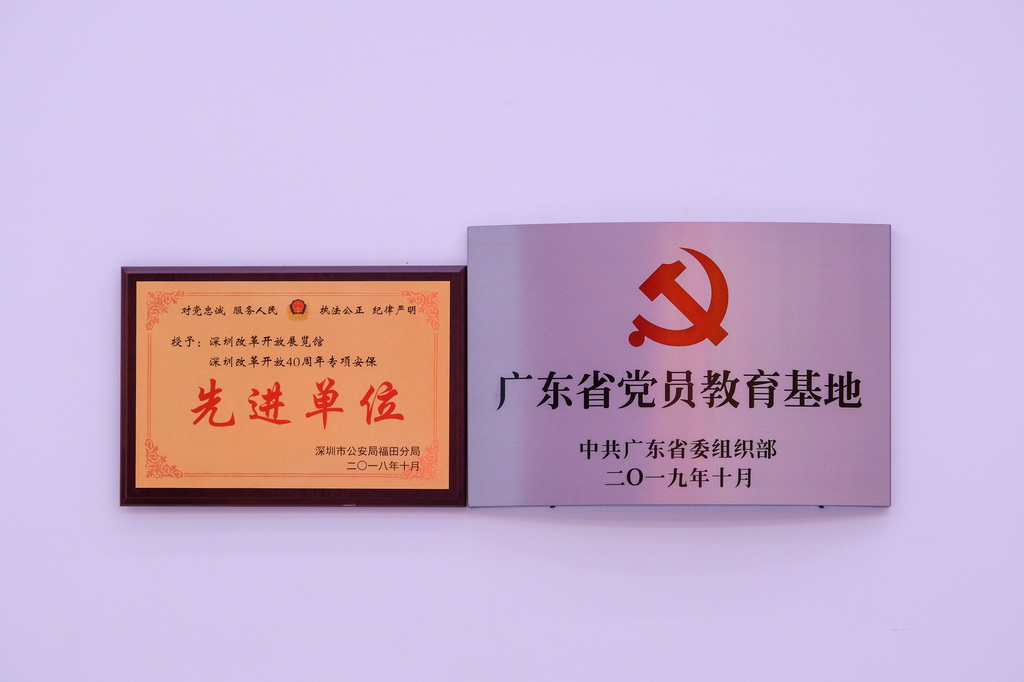 对党忠诚 服务人民 执法公正 纪律严明
授予：深圳改革开放展览馆
深圳改革开放40周年专项安保
先进单位
深圳市公安局福田分局
二〇一八年十月
广东省党员教育基地
中共广东省委组织部
二〇一九年十月